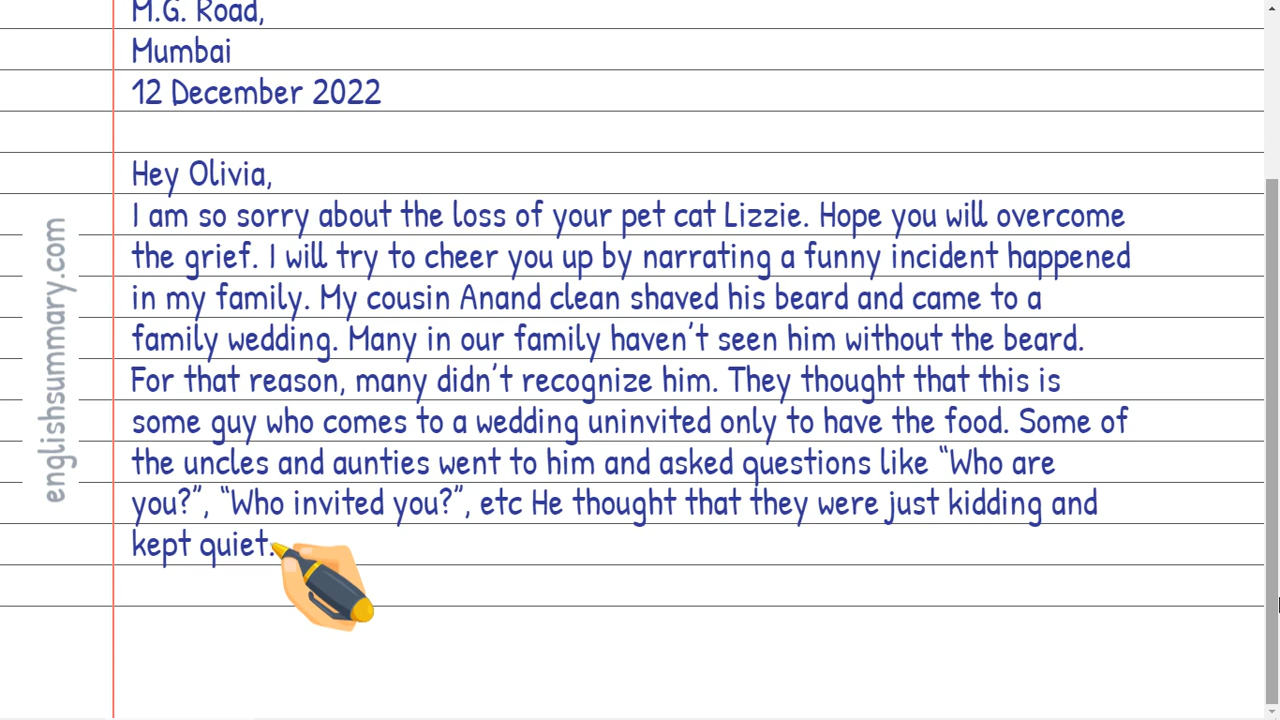 M.G. Road,
Mumbai
12 December 2022
Hey Olivia,
I am so sorry about the loss of your pet cat Lizzie. Hope you will overcome
the grief. I will try to cheer you up by narrating a funny incident happened
in my family. My cousin Anand clean shaved his beard and came to a
family wedding. Many in our family haven't seen him without the beard.
For that reason, many didn't recognize him. They thought that this is
some guy who comes to a wedding uninvited only to have the food. Some of
the uncles and aunties went to him and asked questions like “Who are
you?”, “Who invited you?”, etc He thought that they were just kidding and
kept quiet.
englishsummary.com